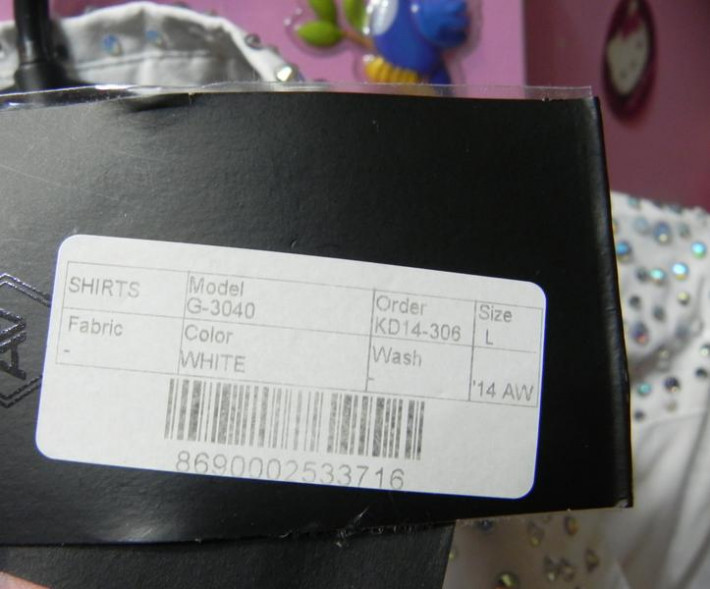 SHIRTS
Model
G-3040
Order
KD14-306
Size
L
Fabric
-
Color
WHITE
Wash
-
'14 AW
8690002533716